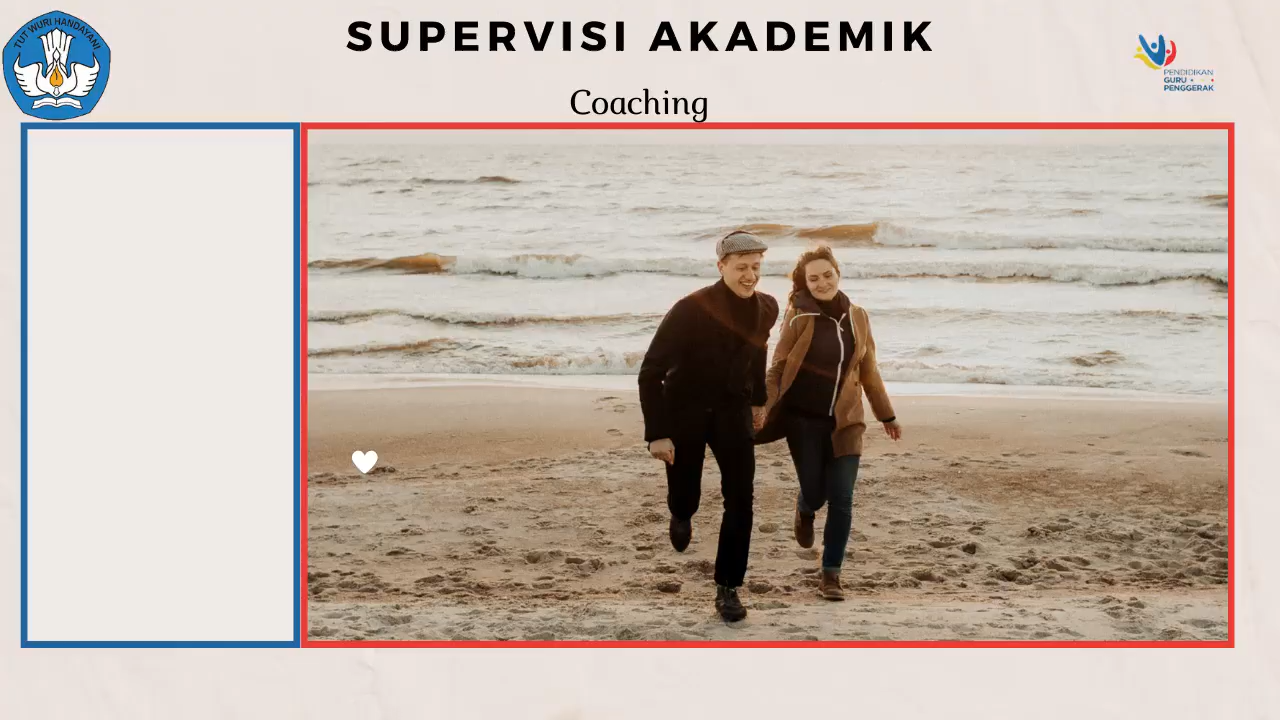 TUT WURI HANDAYANI
SUPERVISI AKADEMIK
Coaching
PENDIDIKAN
GURU
PENGGERAK